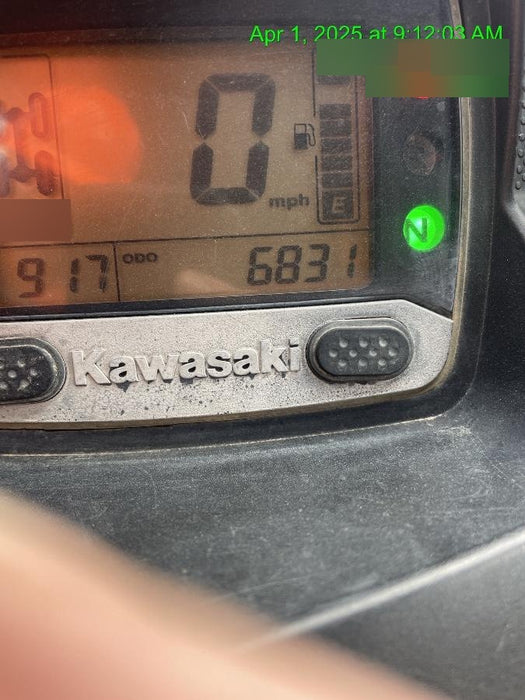 Apr 1, 2025 at 9:12:03 AM
0
mph
E
N
917 ODO 6831
Kawasaki